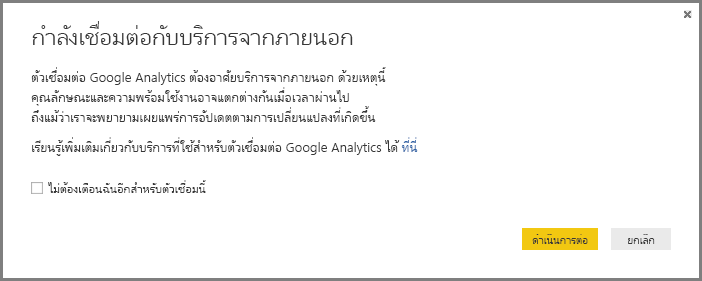 กำลังเชื่อมต่อกับบริการจากภายนอก
ตัวเชื่อมต่อ Google Analytics ต้องอาศัยบริการจากภายนอก ด้วยเหตุนี้
คุณลักษณะและความพร้อมใช้งานอาจแตกต่างกันเมื่อเวลาผ่านไป
ถึงแม้ว่าเราจะพยายามเผยแพร่การอัปเดตตามการเปลี่ยนแปลงที่เกิดขึ้น
เรียนรู้เพิ่มเติมเกี่ยวกับบริการที่ใช้สำหรับตัวเชื่อมต่อ Google Analytics ได้ ที่นี่
ไม่ต้องเตือนฉันอีกสำหรับตัวเชื่อมนี้
ดำเนินการต่อ
ยกเลิก